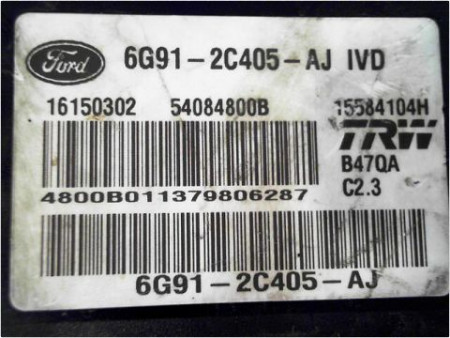 Ford 6G91-2C405-AJ IVD
16150302 54084800B 15584104H
TRW
B47QA
4800B011379806287 C2.3
6G91-2C405-AJ